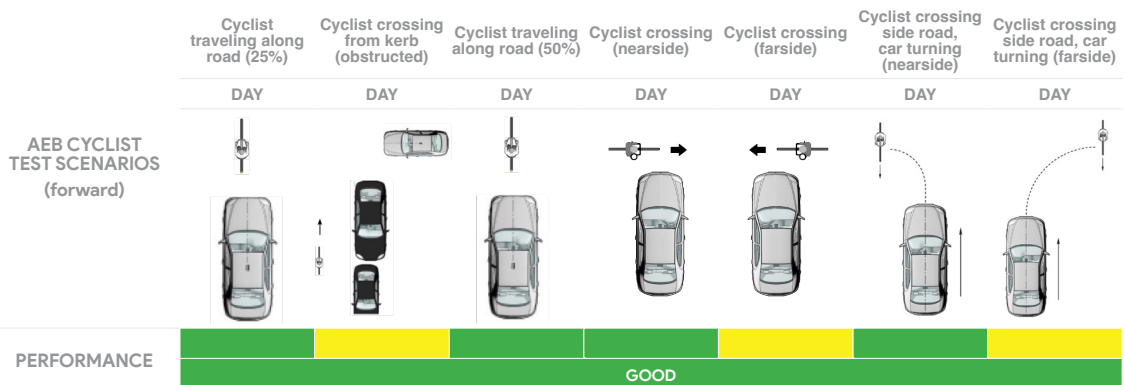 Cyclist
traveling along
road (25%)
Cyclist crossing
from kerb
(obstructed)
Cyclist traveling
along road (50%)
Cyclist crossing
(nearside)
Cyclist crossing
(farside)
Cyclist crossing
side road,
car turning
(nearside)
Cyclist crossing
side road, car
turning (farside)
DAY
DAY
DAY
DAY
DAY
DAY
DAY
AEB CYCLIST
TEST SCENARIOS
(forward)
PERFORMANCE
GOOD